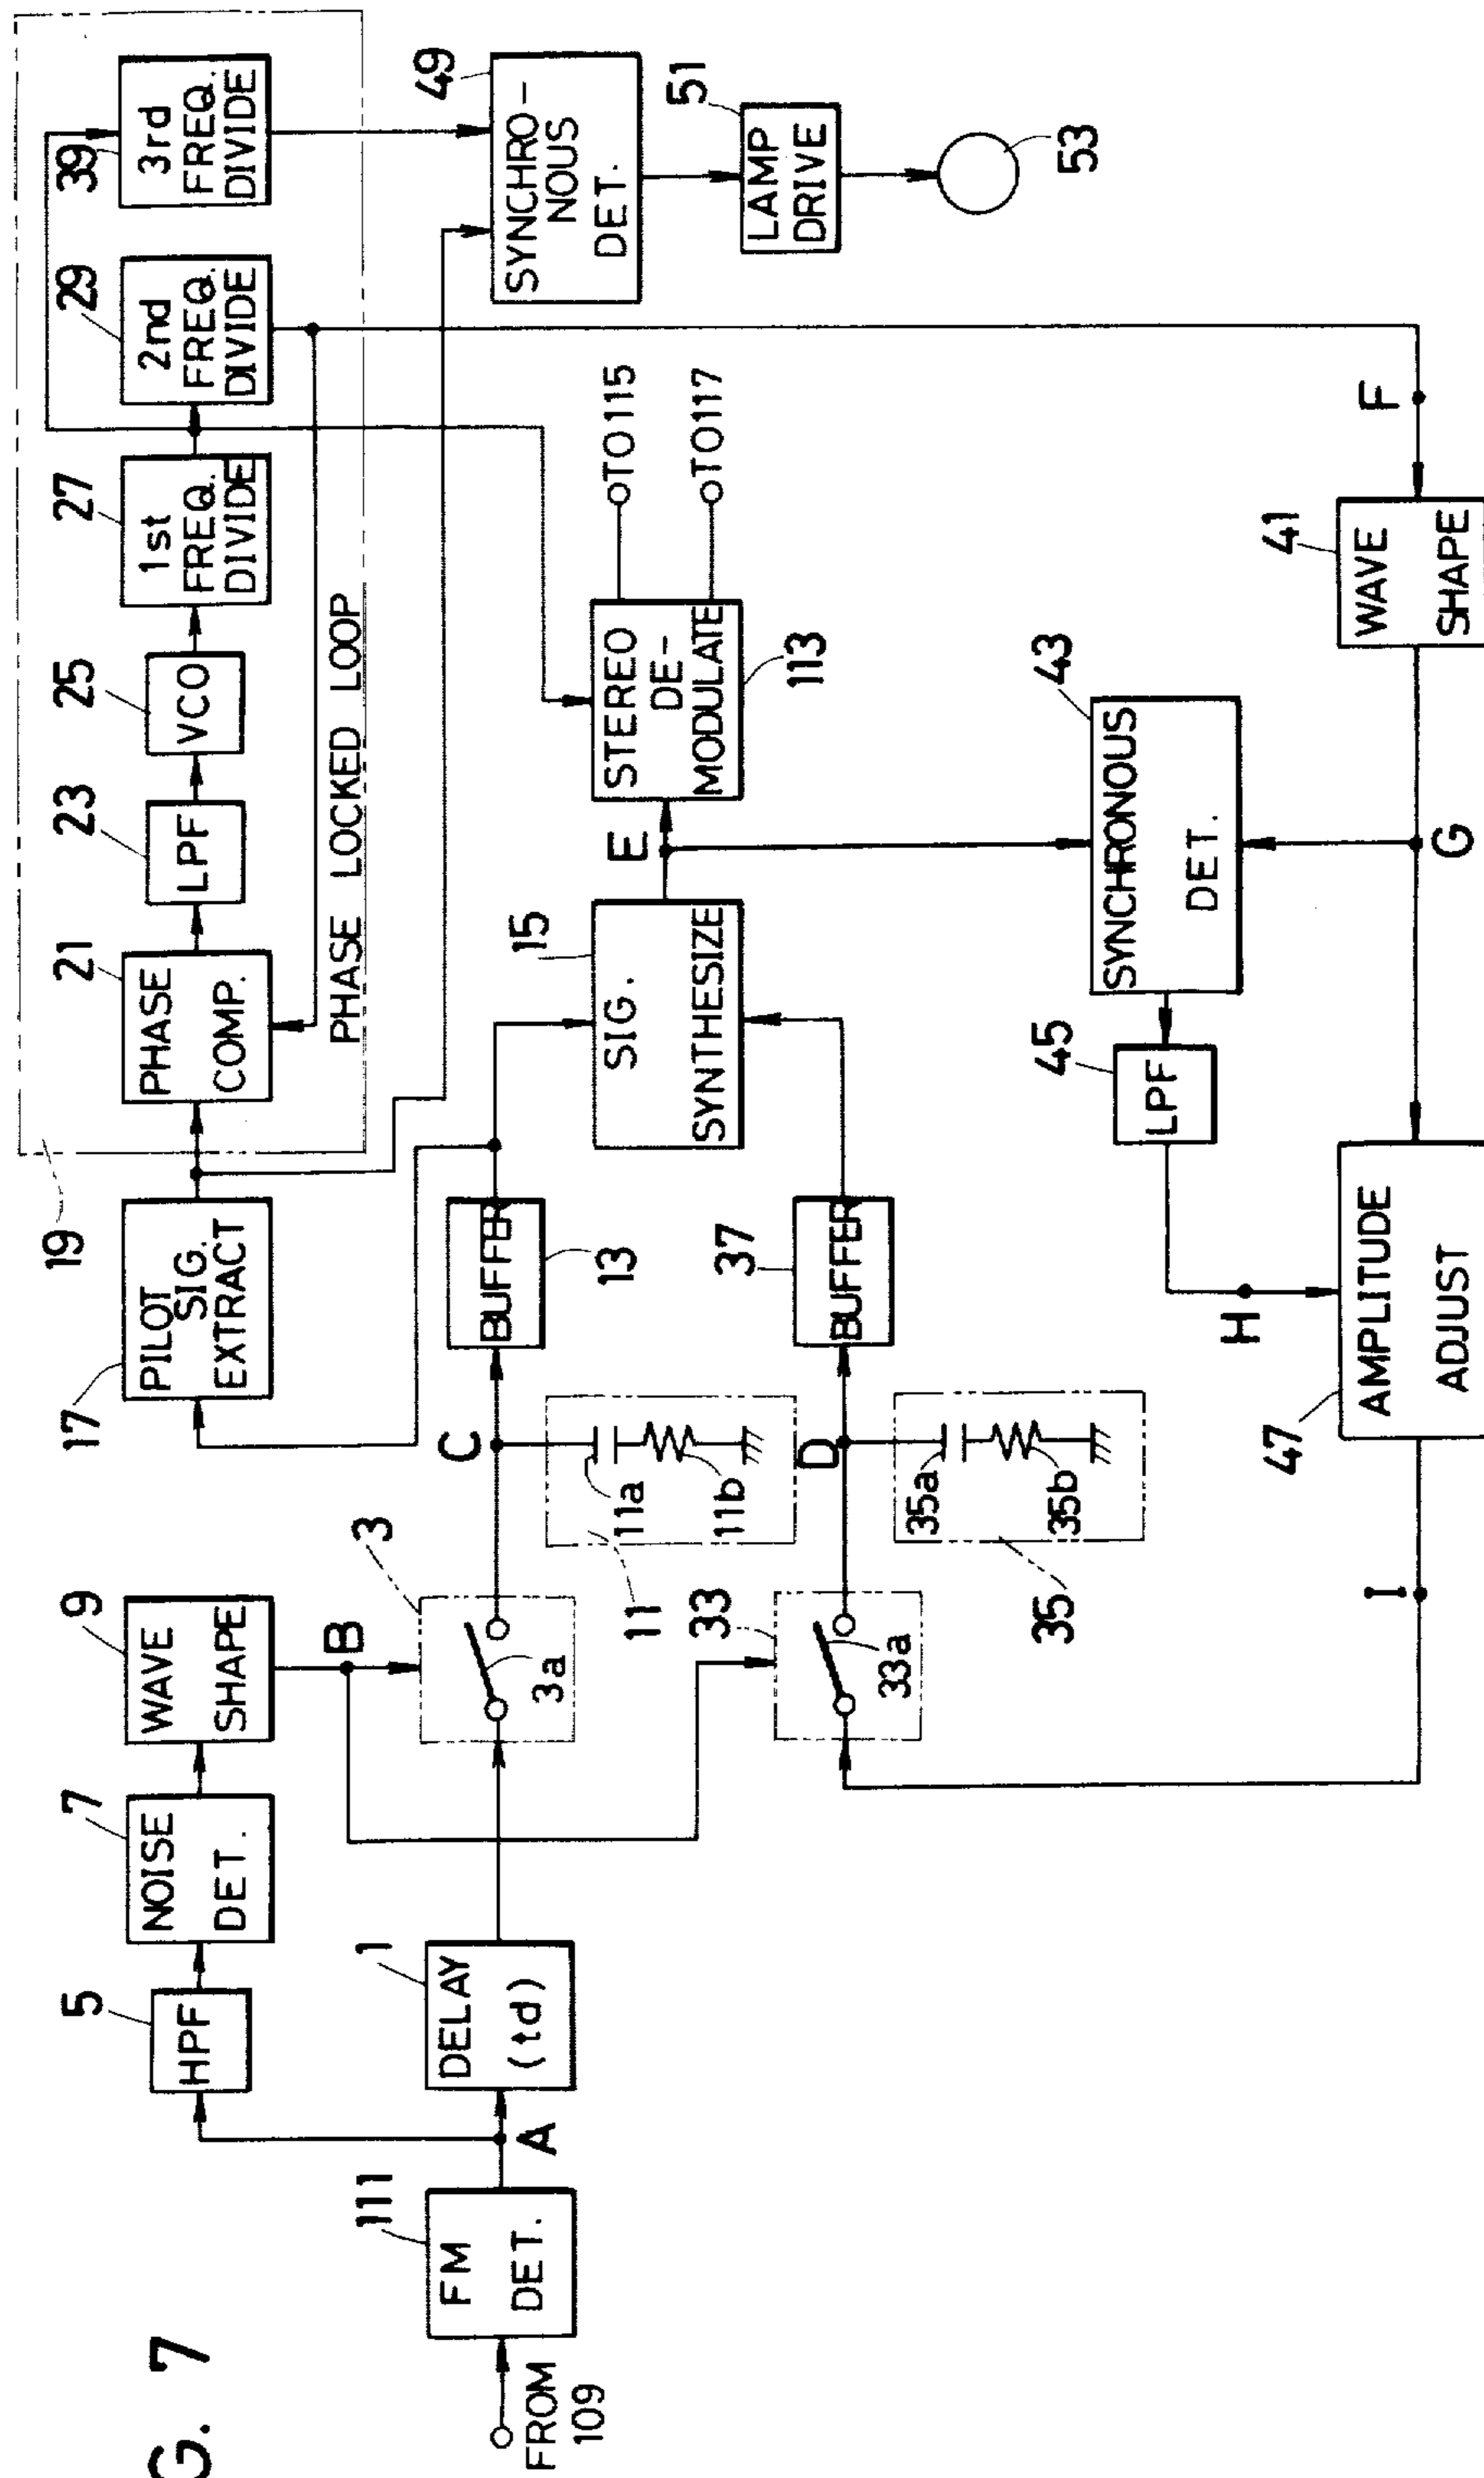 G. 7
FROM
109
111
FM
DET.
A
5
HPF
1
DELAY
(td)
7
NOISE
DET.
9
WAVE
SHAPE
B
3
3a
33
33a
C
11
11a
11b
D
35
35a
35b
I
17
PILOT
SIG.
EXTRACT
BUFFER
13
37
BUFFER
19
21
PHASE
COMP.
23
LPF
25
VCO
27
1st
FREQ.
DIVIDE
29
2nd
FREQ.
DIVIDE
39
3rd
FREQ.
DIVIDE
PHASE LOCKED LOOP
15
SIG.
SYNTHESIZE
E
STEREO
DE-
MODULATE
113
TO115
TO117
49
SYNCHRO-
NOUS
DET.
51
LAMP
DRIVE
53
43
SYNCHRONOUS
DET.
45
LPF
H
47
AMPLITUDE
ADJUST
G
41
WAVE
SHAPE
F